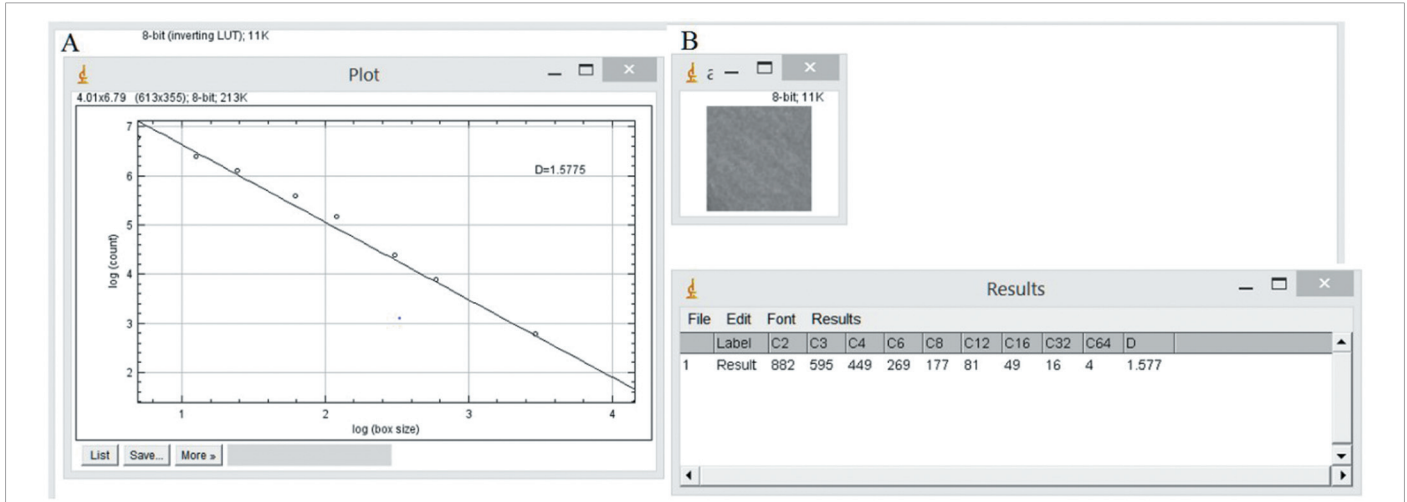 A
8-bit (inverting LUT); 11K
Plot
4.01x6.79 (613x355); 8-bit; 213K
7
6
5
4
3
2
log (count)
D=1.5775
1 2 3 4
log (box size)
List Save... More »
B
a
8-bit; 11K
Results
File Edit Font Results
Label C2 C3 C4 C6 C8 C12 C16 C32 C64 D
1 Result 882 595 449 269 177 81 49 16 4 1.577